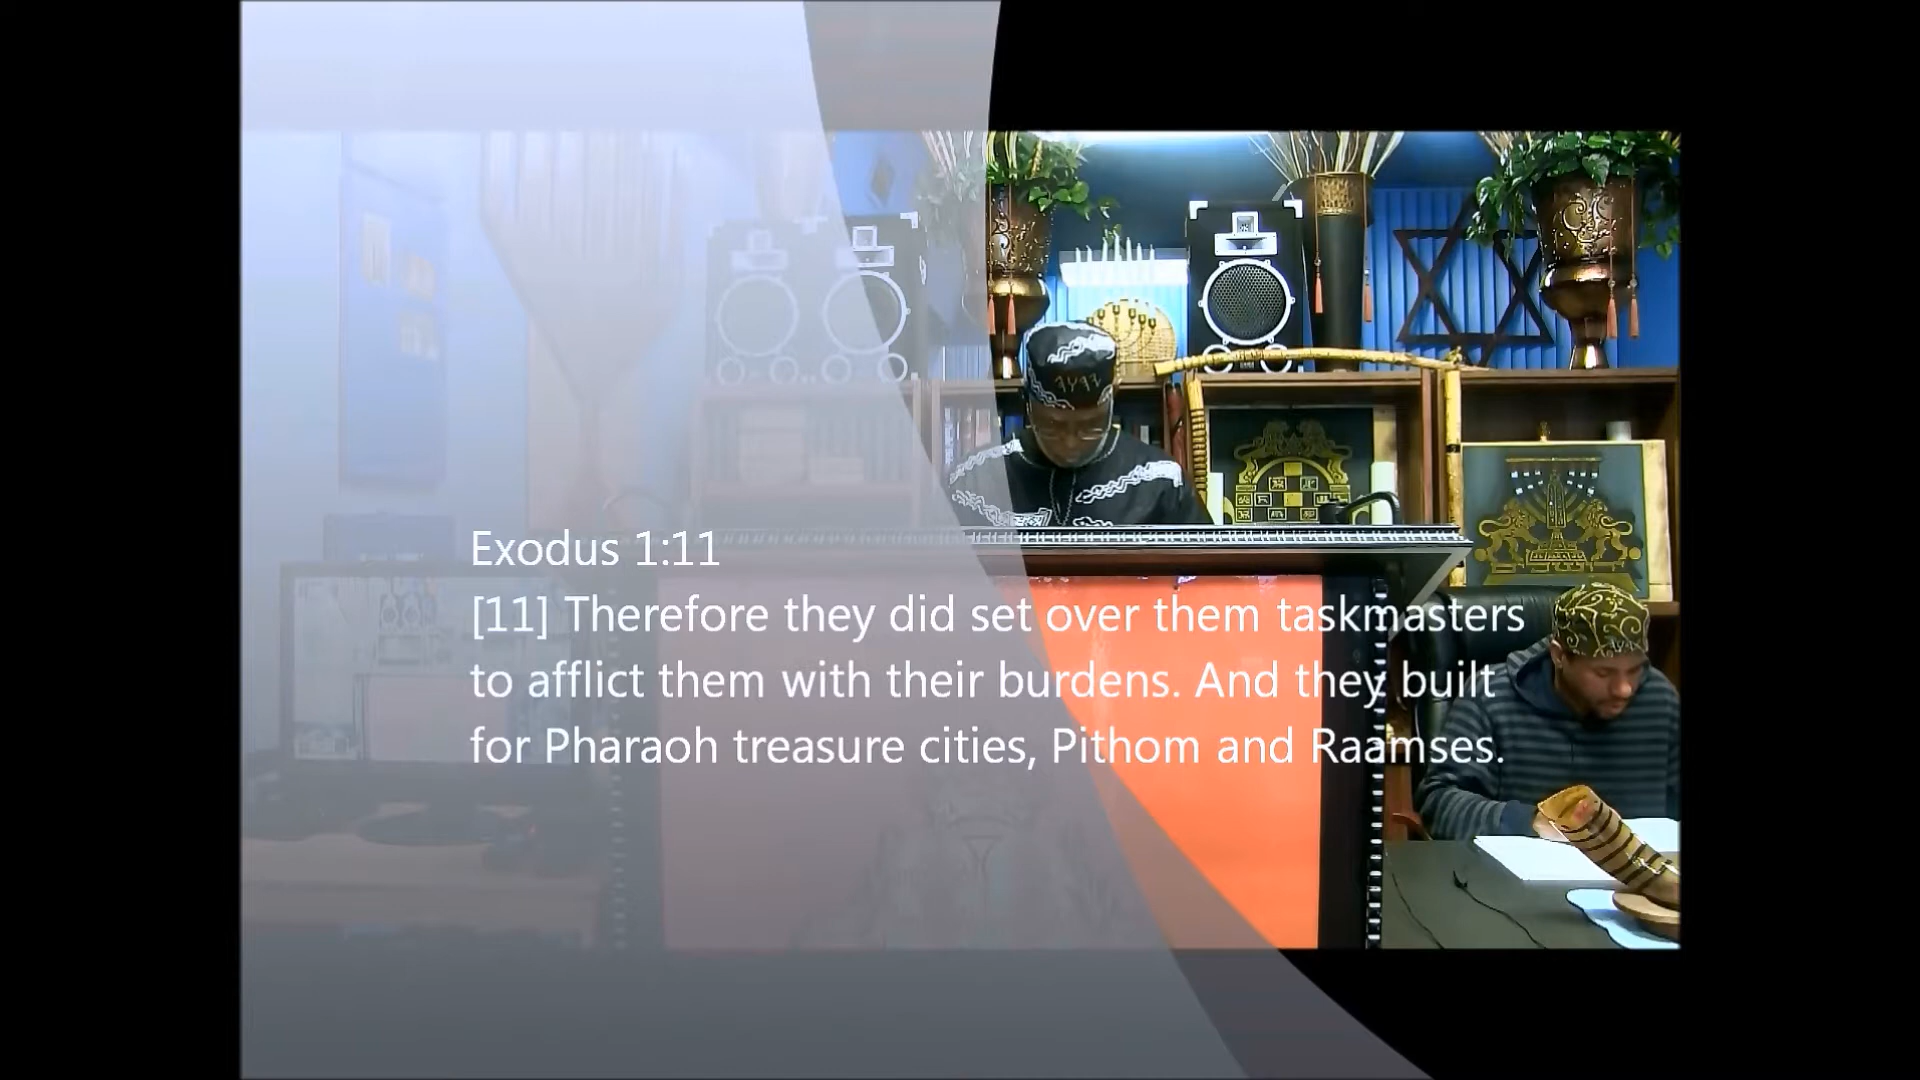 Exodus 1:11
[11] Therefore they did set over them taskmasters
to afflict them with their burdens. And they built
for Pharaoh treasure cities, Pithom and Raamses.